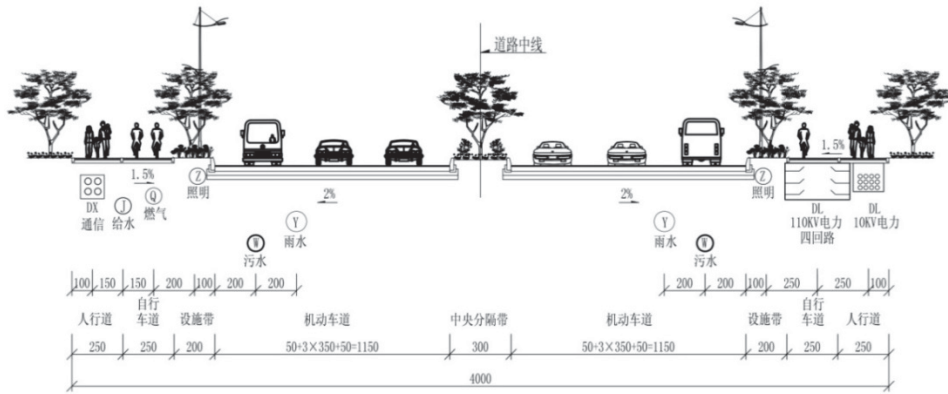 道路中线
1.5%
1.5%
Z
照明
Z
照明
2%
2%
DX
通信
J
给水
Q
燃气
Y
雨水
W
污水
Y
雨水
W
污水
DL
110KV电力
四回路
DL
10KV电力
100 150 150 200 100 200 200
200 200 100 250 250 100
人行道 自行车道 设施带 机动车道 中央分隔带 机动车道 设施带 自行车道 人行道
250 250 200 50+3×350+50=1150 300 50+3×350+50=1150 200 250 250
4000